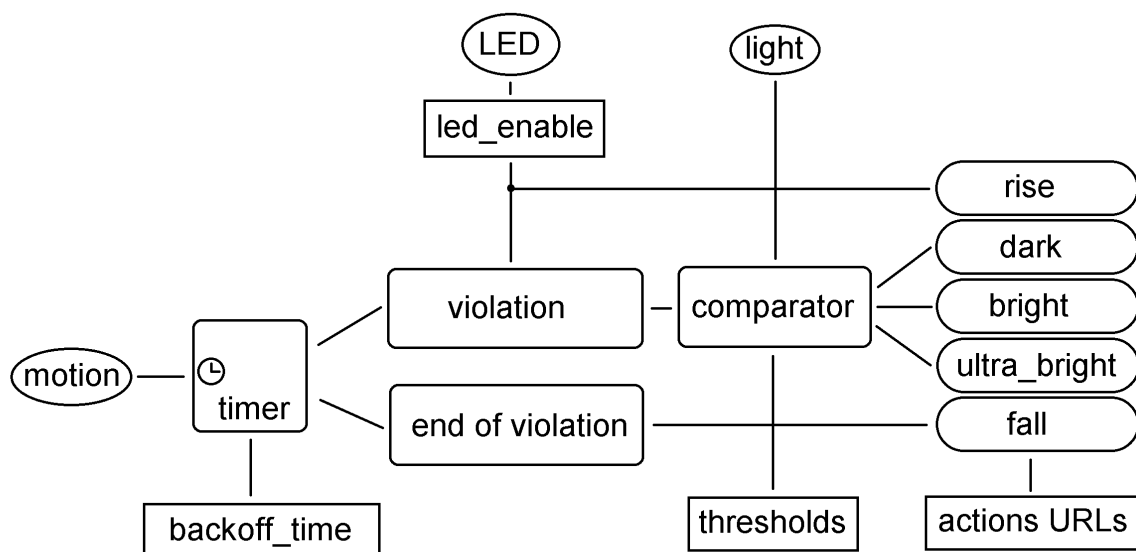 LED
light
led_enable
rise
dark
violation
comparator
bright
motion
timer
ultra_bright
end of violation
fall
backoff_time
thresholds
actions URLs